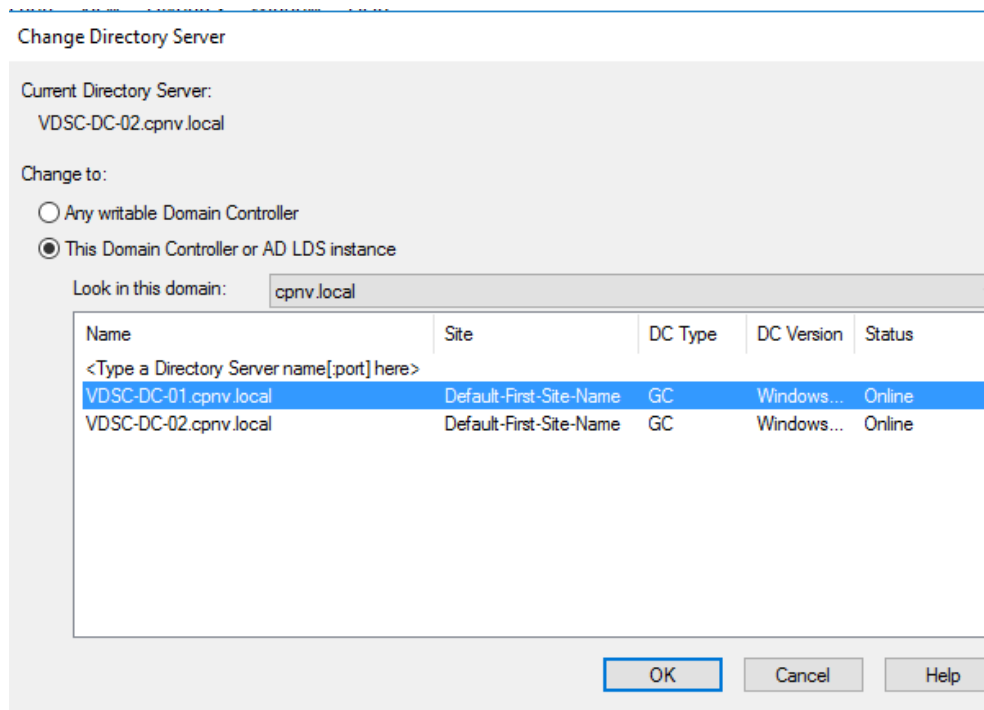 Change Directory Server
Current Directory Server:
VDSC-DC-02.cpnv.local
Change to:
Any writable Domain Controller
This Domain Controller or AD LDS instance
Look in this domain: cpnv.local
Name Site DC Type DC Version Status
<Type a Directory Server name[:port] here>
VDSC-DC-01.cpnv.local Default-First-Site-Name GC Windows... Online
VDSC-DC-02.cpnv.local Default-First-Site-Name GC Windows... Online
OK Cancel Help